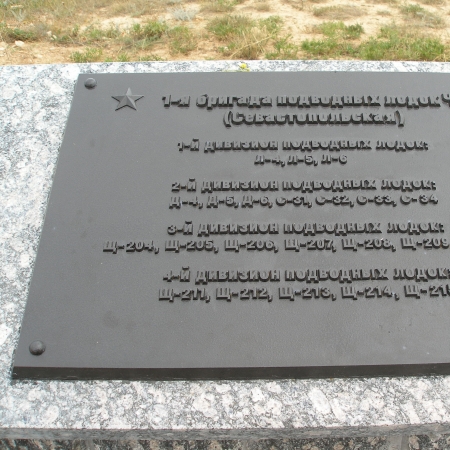 1-я бригада подводных лодок Ч
(Севастопольская)
1-й дивизион подводных лодок:
Л-4, Л-5, Л-6
2-й дивизион подводных лодок:
Д-4, Д-5, Д-6, С-31, С-32, С-33, С-34
3-й дивизион подводных лодок:
Щ-204, Щ-205, Щ-206, Щ-207, Щ-208, Щ-209
4-й дивизион подводных лодок:
Щ-211, Щ-212, Щ-213, Щ-214, Щ-21